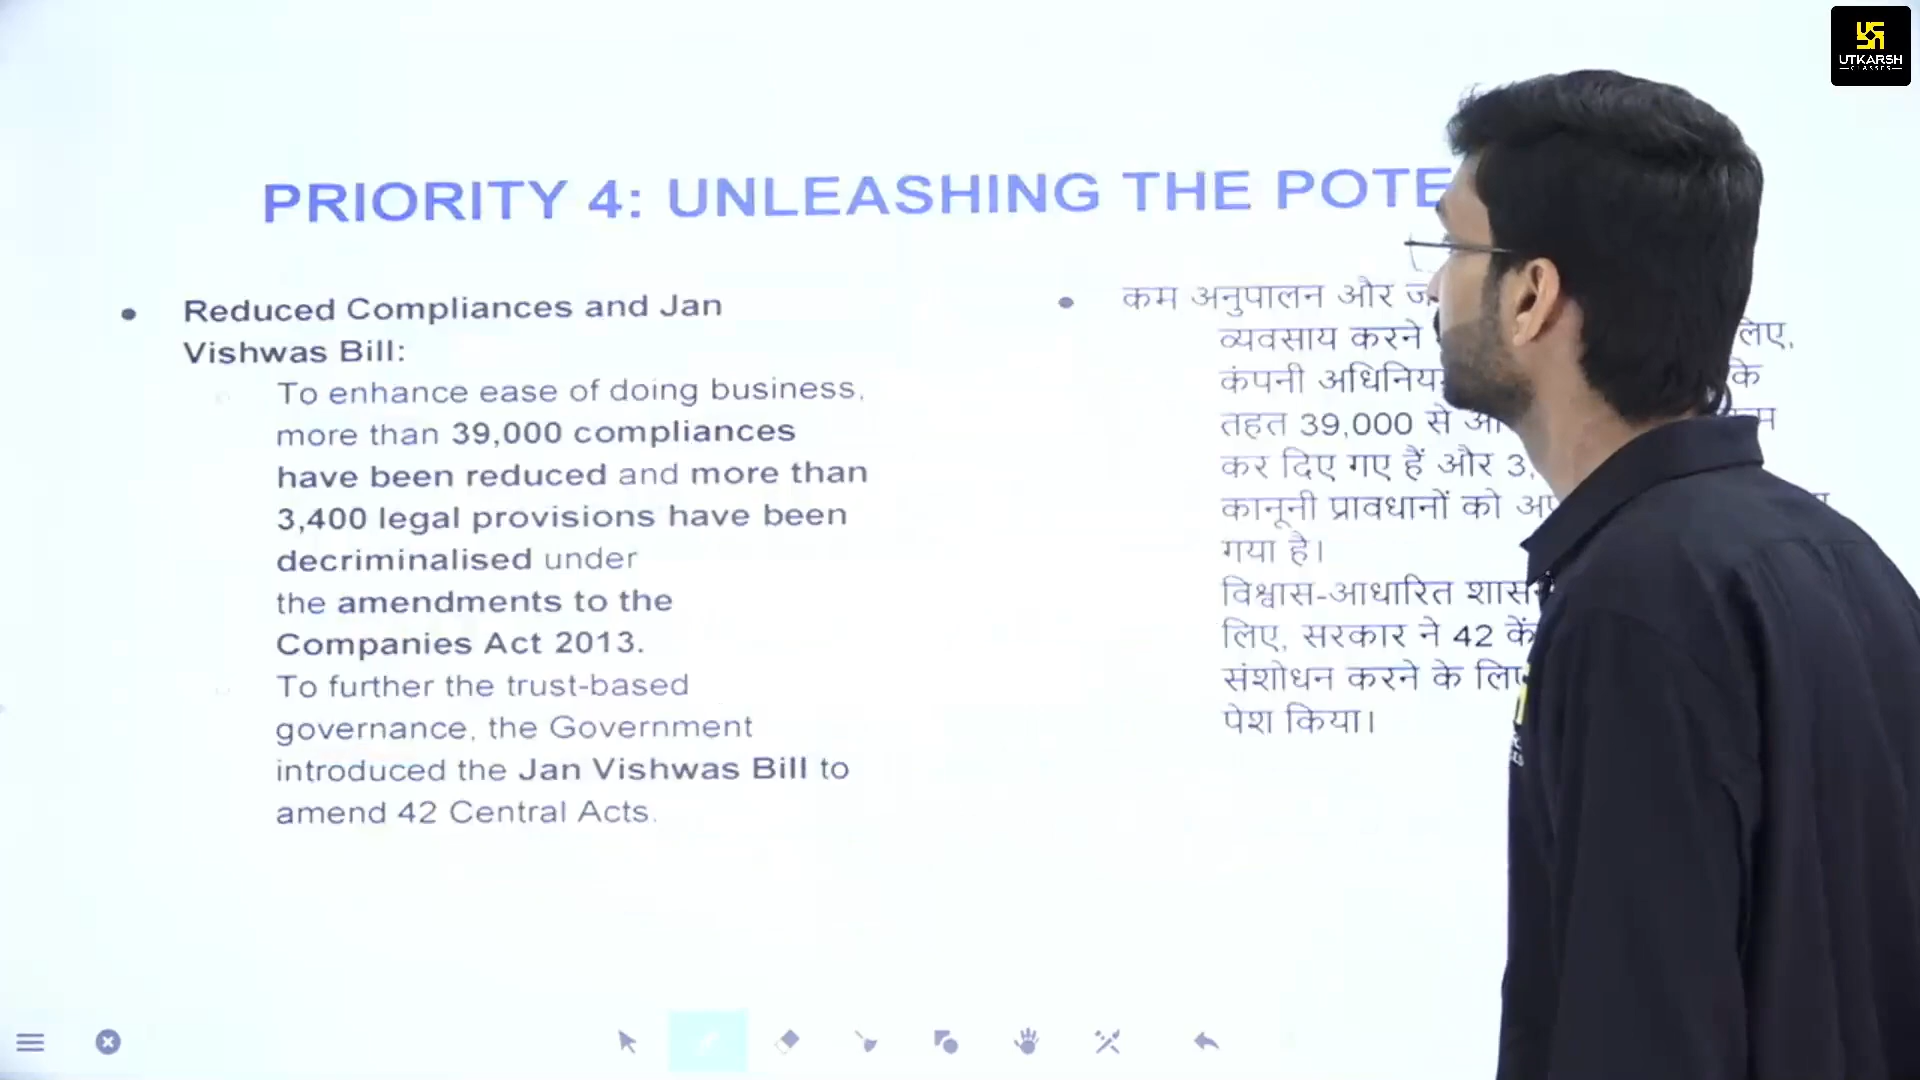 UTKARSH
CLASSES
PRIORITY 4: UNLEASHING THE
Reduced Compliances and Jan
Vishwas Bill:
To enhance ease of doing business,
more than 39,000 compliances
have been reduced and more than
3,400 legal provisions have been
decriminalised under
the amendments to the
Companies Act 2013.
To further the trust-based
governance, the Government
introduced the Jan Vishwas Bill to
amend 42 Central Acts.
कम अनुपालन और
व्यवसाय करने लिए,
कंपनी के
तहत 39,000 से
कर दिए गए हैं और
कानूनी प्रावधानों को
गया है।
विश्वास-आधारित
लिए, सरकार ने 42
संशोधन करने के
पेश किया।